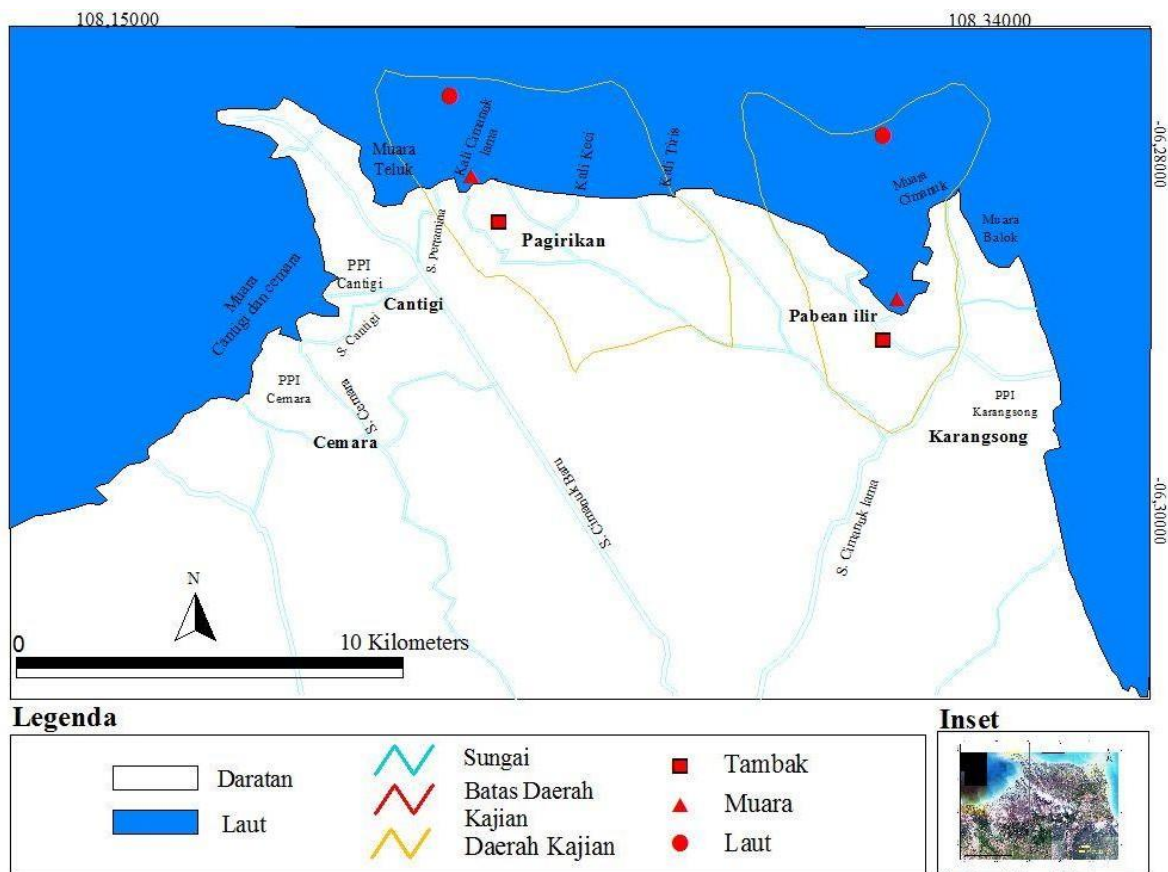 108,15000
108,34000
-06,28000
Muara
Teluk
Kali Cimanuk
lama
Kali Keci
Kali Tiris
Muara
Cimanuk
Muara
Balok
S. Pertamina
Pagirikan
PPI
Cantigi
Cantigi
Muara
Cantigi dan cemara
S. Cantigi
Pabean ilir
PPI
Cemara
S. Cemara
Cemara
PPI
Karangsong
Karangsong
S. Cimanuk Baru
S. Cimanuk lama
-06,30000
N
0
10 Kilometers
Legenda
Daratan
Laut
Sungai
Batas Daerah
Kajian
Daerah Kajian
Tambak
Muara
Laut
Inset